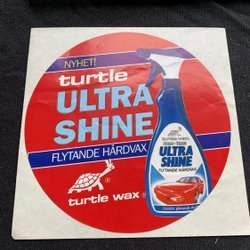 NYHET!
turtle
ULTRA
SHINE
FLYTANDE HÅRDVAX
turtle wax®
ULTRA
SHINE
FLYTANDE HÅRDVAX